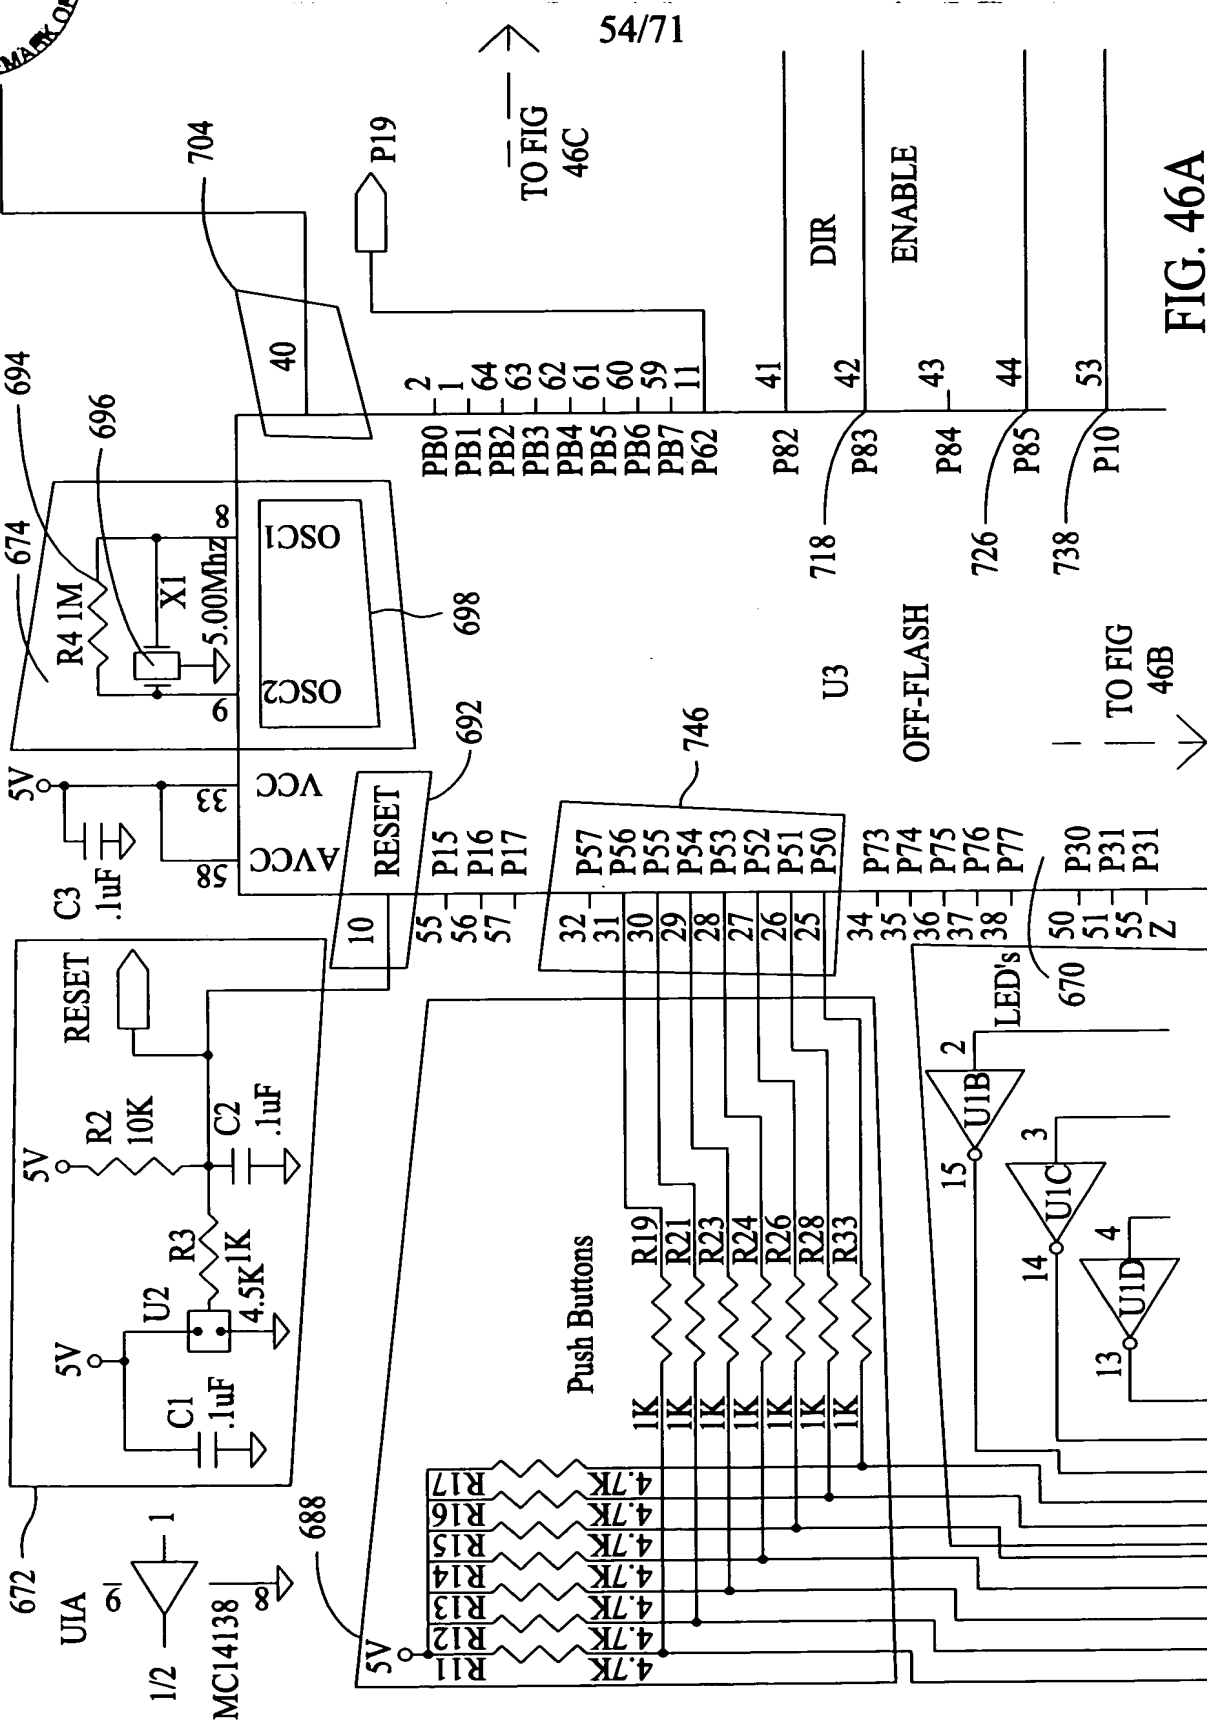 54/71
EMARK OF
672
UIA
9
1
1/2
MC14138
8
5V
U2
C1
.1uF
R3
1K
4.5K
5V
R2
10K
C2
.1uF
RESET
C3
.1uF
5V
58
33
AVCC
VCC
674
694
696
R4 1M
X1
5.00Mhz
9
8
OSC2
OSC1
698
704
40
P19
TO FIG
46C
10
RESET
692
55 P15
56 P16
57 P17
32 P57
31 P56
30 P55
29 P54
28 P53
27 P52
26 P51
25 P50
746
34 P73
35 P74
36 P75
37 P76
38 P77
50 P30
51 P31
55 P31
Z
670
PB0 2
PB1 1
PB2 64
PB3 63
PB4 62
PB5 61
PB6 60
PB7 59
P62 11
P82 41
DIR
718
P83 42
ENABLE
P84 43
726
P85 44
738
P10 53
U3
OFF-FLASH
TO FIG
46B
688
5V
Push Buttons
R11 4.7K
R12 4.7K
R13 4.7K
R14 4.7K
R15 4.7K
R16 4.7K
R17 4.7K
1K R19
1K R21
1K R23
1K R24
1K R26
1K R28
1K R33
LED's
15 U1B 2
14 U1C 3
13 U1D 4
FIG. 46A